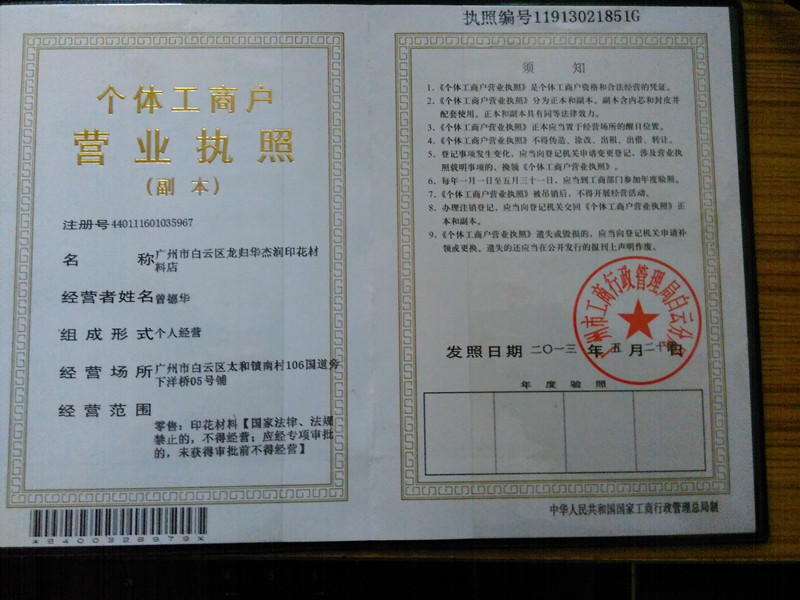 个体工商户
营业执照
（副本）
注册号 440111601035967
名称 广州市白云区龙归华杰润印花材
料店
经营者姓名 曾德华
组成形式 个人经营
经营场所 广州市白云区太和镇南村106国道旁
下洋桥05号铺
经营范围
零售：印花材料【国家法律、法规
禁止的，不得经营；应经专项审批
的，未获得审批前不得经营】
*8400328979*
执照编号11913021851G
须 知
1、《个体工商户营业执照》是个体工商户资格和合法经营的凭证。
2、《个体工商户营业执照》分为正本和副本。副本含内芯和封皮并
配套使用。正本和副本具有同等法律效力。
3、《个体工商户营业执照》正本应当置于经营场所的醒目位置。
4、《个体工商户营业执照》不得伪造、涂改、出租、出借、转让。
5、登记事项发生变化，应当向登记机关申请变更登记，涉及营业执
照载明事项的，换领《个体工商户营业执照》。
6、每年一月一日至五月三十一日，应当到工商部门参加年度验照。
7、《个体工商户营业执照》被吊销后，不得开展经营活动。
8、办理注销登记，应当向登记机关交回《个体工商户营业执照》正
本和副本。
9、《个体工商户营业执照》遗失或毁损的，应当向登记机关申请补
领或更换。遗失的还应当在公开发行的报刊上声明作废。
州市工商行政管理局白云分
发照日期 二〇一三 年 五 月 二十 日
年度验照
中华人民共和国国家工商行政管理总局制